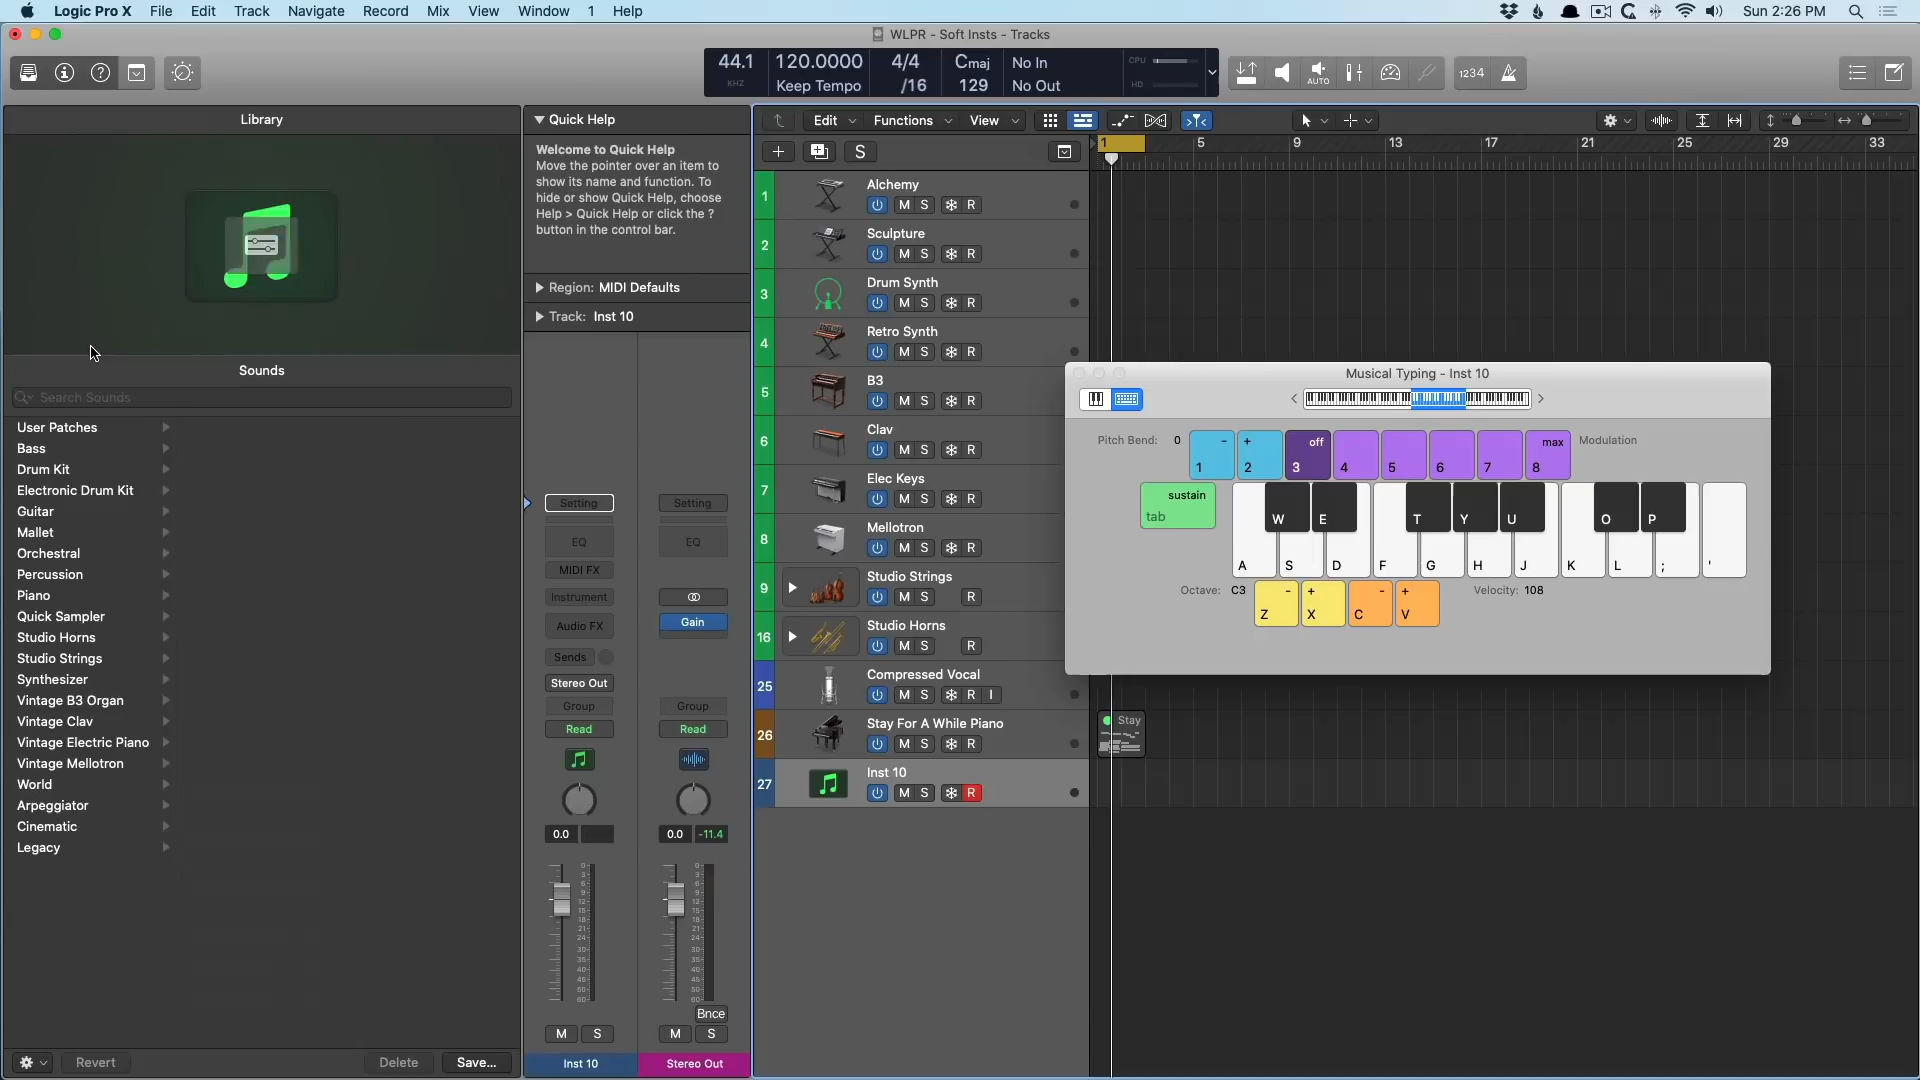 Logic Pro X File Edit Track Navigate Record Mix View Window 1 Help Sun 2:26 PM
WLPR - Soft Insts - Tracks
44.1 120.0000 4/4 Cmaj No In CPU
KHZ Keep Tempo /16 129 No Out HD
AUTO 1234
Library
Sounds
Search Sounds
User Patches
Bass
Drum Kit
Electronic Drum Kit
Guitar
Mallet
Orchestral
Percussion
Piano
Quick Sampler
Studio Horns
Studio Strings
Synthesizer
Vintage B3 Organ
Vintage Clav
Vintage Electric Piano
Vintage Mellotron
World
Arpeggiator
Cinematic
Legacy
Revert Delete Save...
Quick Help
Welcome to Quick Help
Move the pointer over an item to
show its name and function. To
hide or show Quick Help, choose
Help > Quick Help or click the ?
button in the control bar.
Region: MIDI Defaults
Track: Inst 10
Setting Setting
EQ EQ
MIDI FX
Instrument
Audio FX Gain
Sends
Stereo Out
Group Group
Read Read
0.0 0.0 -11.4
Bnce
M S M S
Inst 10 Stereo Out
Edit Functions View
S
1 5 9 13 17 21 25 29 33
1 Alchemy
M S R
2 Sculpture
M S R
3 Drum Synth
M S R
4 Retro Synth
M S R
5 B3
M S R
6 Clav
M S R
7 Elec Keys
M S R
8 Mellotron
M S R
9 Studio Strings
M S R
16 Studio Horns
M S R
25 Compressed Vocal
M S R I
26 Stay For A While Piano
M S R
Stay
27 Inst 10
M S R
Musical Typing - Inst 10
Pitch Bend: 0 - + off max Modulation
1 2 3 4 5 6 7 8
sustain
tab
W E T Y U O P
A S D F G H J K L ; '
Octave: C3 - + - + Velocity: 108
Z X C V